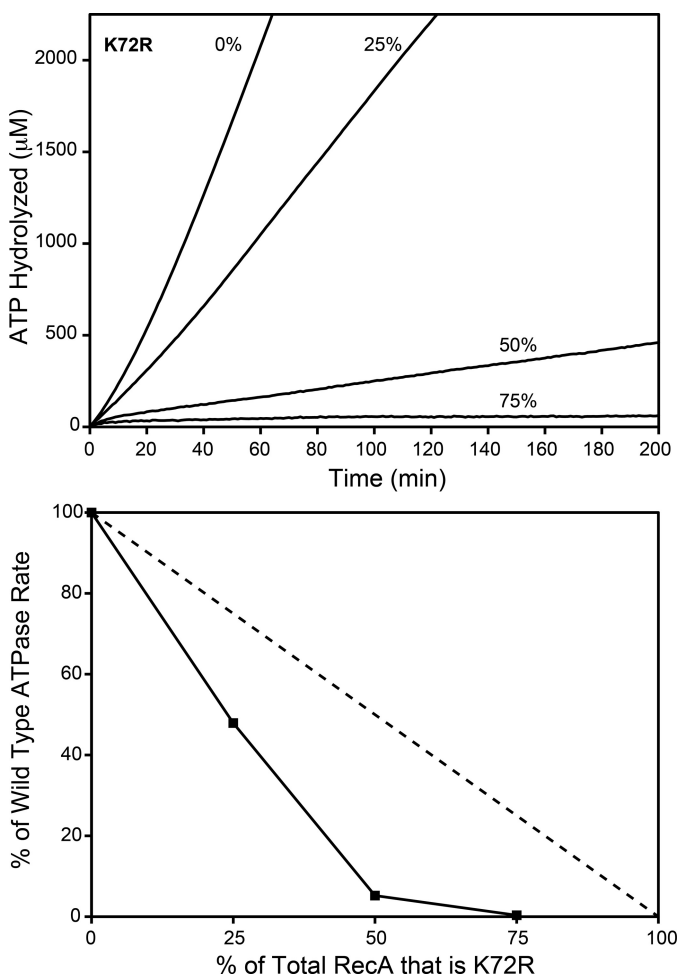 K72R 0% 25%
2000
1500
1000
500
0
50%
75%
ATP Hydrolyzed (μM)
0 20 40 60 80 100 120 140 160 180 200
Time (min)
100
80
60
40
20
0
% of Wild Type ATPase Rate
0 25 50 75 100
% of Total RecA that is K72R